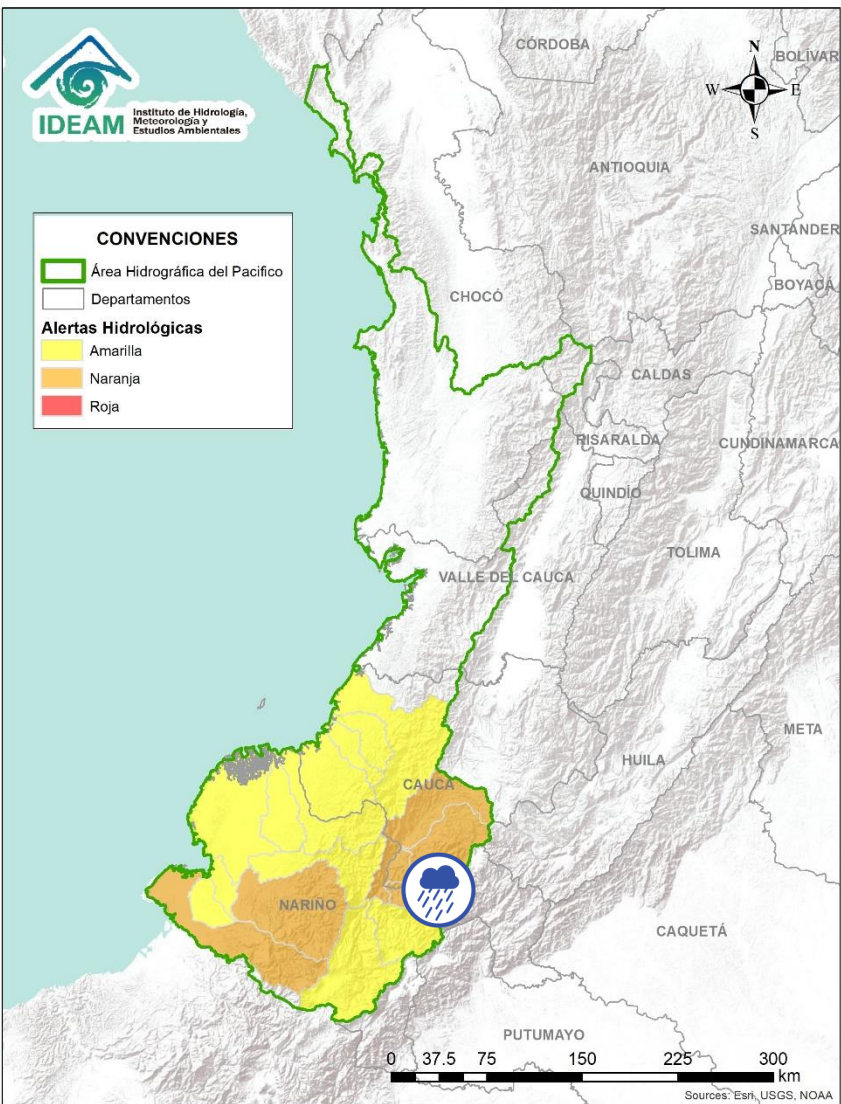 IDEAM
Instituto de Hidrología,
Meteorología y
Estudios Ambientales
CÓRDOBA
BOLÍVAR
N
W
E
S
ANTIOQUIA
SANTANDER
BOYACÁ
CONVENCIONES
Área Hidrográfica del Pacifico
Departamentos
Alertas Hidrológicas
Amarilla
Naranja
Roja
CHOCÓ
CALDAS
RISARALDA
CUNDINAMARCA
QUINDÍO
TOLIMA
VALLE DEL CAUCA
META
HUILA
CAUCA
NARIÑO
CAQUETÁ
PUTUMAYO
0 37.5 75 150 225 300
km
Sources: Esri, USGS, NOAA